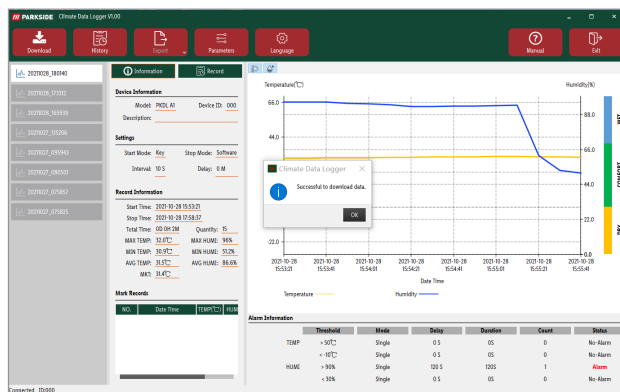 PARKSIDE Climate Data Logger V1.00
Download History Export Parameters Language Manual Exit
20211028_180140
20211028_173312
20211028_165939
20211027_135206
20211027_095943
20211027_090501
20211027_075857
20211027_075825
Information Record
Device Information
Model: PKDL A1 Device ID: 000
Description:
Settings
Start Mode: Key Stop Mode: Software
Interval: 10 S Delay: 0 M
Record Information
Start Time: 2021-10-28 15:53:21
Stop Time: 2021-10-28 17:58:37
Total Time: 0D 0H 2M Quantity: 15
MAX TEMP: 32.0℃ MAX HUME: 96%
MIN TEMP: 30.9℃ MIN HUME: 51.2%
AVG TEMP: 31.5℃ AVG HUME: 86.6%
MKT: 31.4℃
Mark Records
NO. Date Time TEMP(℃) HUM
Temperature(℃) Humidity(%)
66.0
88.0
44.0
66.0
44.0
22.0
-22.0
0.0
WET
COMFORT
DRY
Climate Data Logger
Successful to download data.
OK
2021-10-28 2021-10-28 2021-10-28 2021-10-28 2021-10-28 2021-10-28 2021-10-28 2021-10-28
15:53:21 15:53:41 15:54:01 15:54:21 15:54:41 15:55:01 15:55:21 15:55:41
Date Time
Temperature Humidity
Alarm Information
Threshold Mode Delay Duration Count Status
TEMP > 50℃ Single 0 S 0S 0 No-Alarm
< -10℃ Single 0 S 0S 0 No-Alarm
HUME > 90% Single 120 S 120S 1 Alarm
< 30% Single 0 S 0S 0 No-Alarm
Connected ID:000